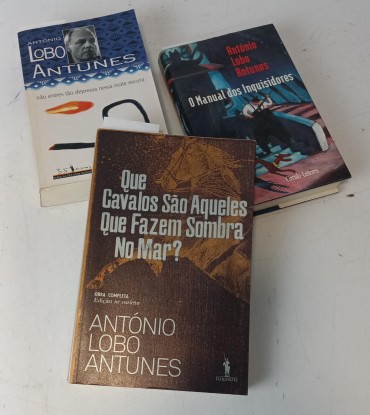 ANTÓNIO
LOBO
ANTUNES
não entres tão depressa nessa noite escura
António
Lobo
Antunes
O Manual dos Inquisidores
Que
Cavalos São Aqueles
Que Fazem Sombra
No Mar?
OBRA COMPLETA
Edição ne varietur
ANTÓNIO
LOBO
ANTUNES